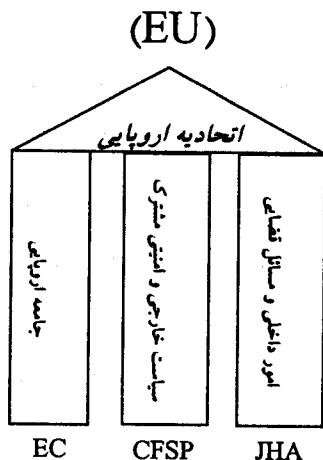 (EU)
اتحادیه اروپایی
جامعه اروپایی
سیاست خارجی و امنیتی مشترک
امور داخلی و مسائل قضایی
EC CFSP JHA